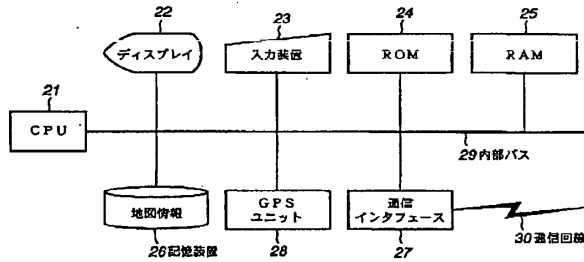 22
23
24
25
ディスプレイ
入力装置
ROM
RAM
21
CPU
29内部バス
地図情報
GPS
ユニット
通信
インタフェース
26記憶装置
28
27
30通信回線